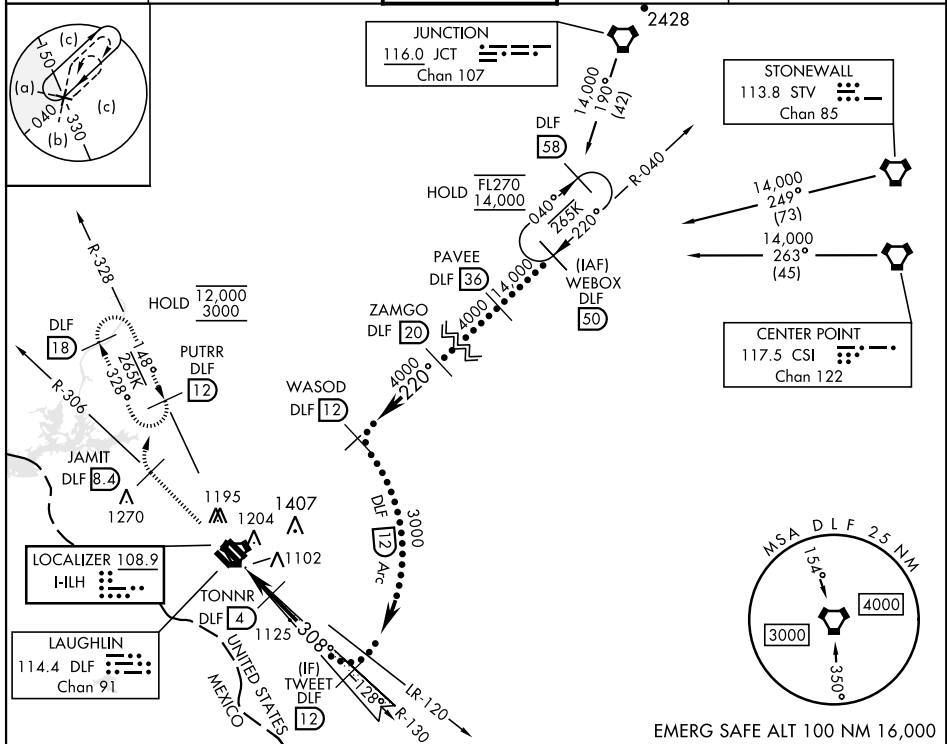 (c)
150
(a)
(c)
040
330
(b)
JUNCTION
116.0 JCT
Chan 107
2428
14,000
190°
(42)
STONEWALL
113.8 STV
Chan 85
DLF
58
R-040
HOLD FL270
14,000
040°
265K
220°
14,000
249°
(73)
14,000
263°
(45)
PAVEE
DLF 36
14,000
(IAF)
WEBOX
DLF
50
ZAMGO
DLF 20
4000
CENTER POINT
117.5 CSI
Chan 122
R-328
HOLD 12,000
3000
DLF
18
148°
265K
328°
PUTRR
DLF
12
4000
220°
WASOD
DLF 12
R-306
JAMIT
DLF 8.4
1270
1195
1204
1407
1102
3000
DLF 12 Arc
LOCALIZER 108.9
I-ILH
TONNR
DLF 4
1125
308°
LAUGHLIN
114.4 DLF
Chan 91
UNITED STATES
MEXICO
(IF)
TWEET
DLF
12
128°
LR-120
R-130
MSA DLF 25 NM
154°
4000
3000
350°
EMERG SAFE ALT 100 NM 16,000